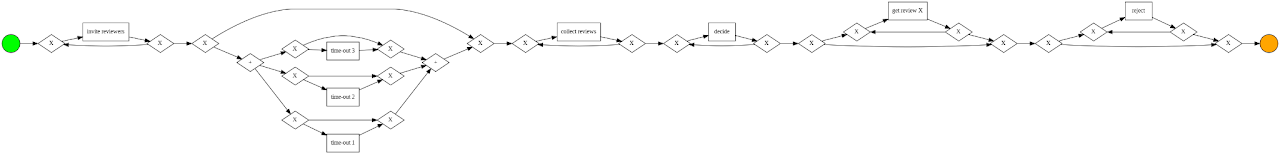 X
invite reviewers
X
X
+
X
time-out 3
X
X
time-out 2
X
X
time-out 1
X
+
X
X
collect reviews
X
X
decide
X
X
X
get review X
X
X
X
X
reject
X
X